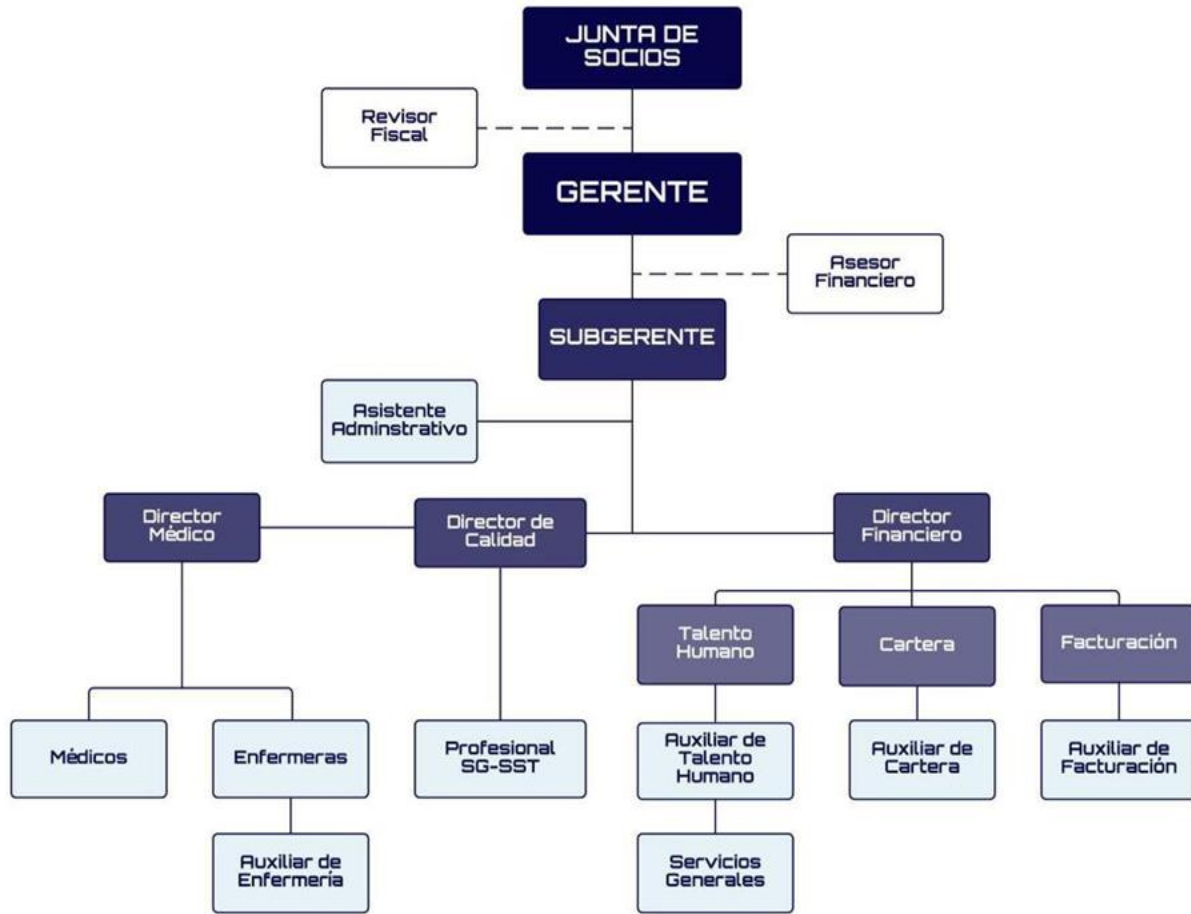 JUNTA DE
SOCIOS
Revisor
Fiscal
GERENTE
Asesor
Financiero
SUBGERENTE
Asistente
Adminstrativo
Director
Médico
Director de
Calidad
Director
Financiero
Talento
Humano
Cartera
Facturación
Médicos
Enfermeras
Profesional
SG-SST
Auxiliar de
Talento
Humano
Auxiliar de
Cartera
Auxiliar de
Facturación
Auxiliar de
Enfermería
Servicios
Generales